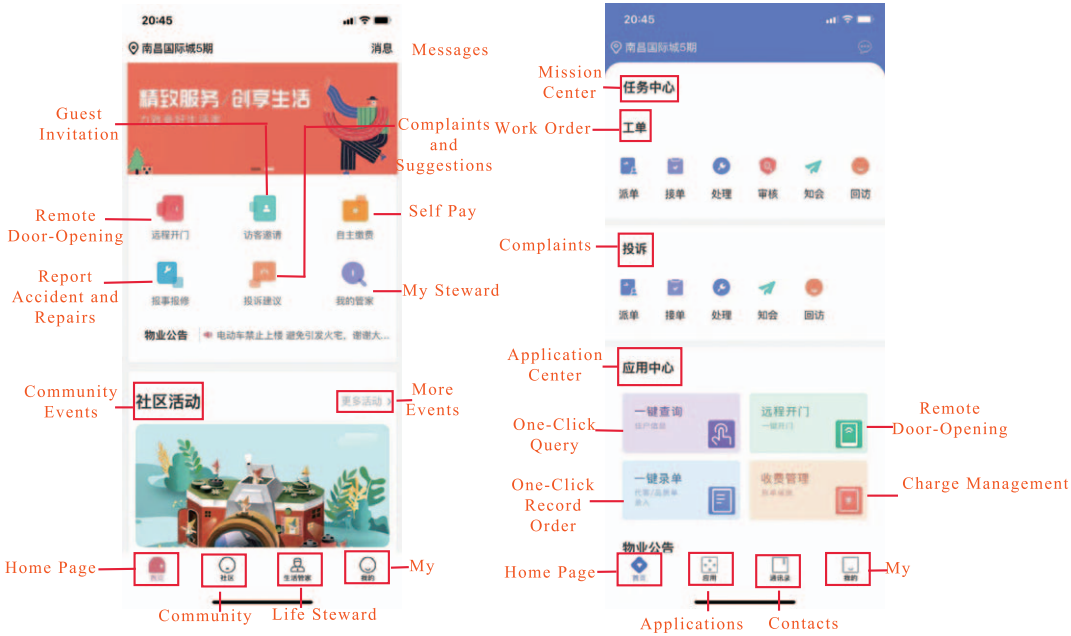 20:45
南昌国际城5期
消息
Messages
精致服务 创享生活
Guest
Invitation
Complaints
and
Suggestions
Remote
Door-Opening
远程开门
访客邀请
自主缴费
Self Pay
Report
Accident and
Repairs
报事报修
投诉建议
我的管家
My Steward
物业公告
电动车禁止上楼 避免引发火宅，谢谢大...
Community
Events
社区活动
更多活动 >
More
Events
Home Page
首页
社区
生活管家
我的
My
Community
Life Steward
20:45
南昌国际城5期
Mission
Center
任务中心
Work Order
工单
派单
接单
处理
审核
知会
回访
Complaints
投诉
派单
接单
处理
知会
回访
Application
Center
应用中心
One-Click
Query
一键查询
住户信息
远程开门
一键开门
Remote
Door-Opening
One-Click
Record
Order
一键录单
收费管理
Charge Management
物业公告
Home Page
首页
应用
通讯录
我的
My
Applications
Contacts